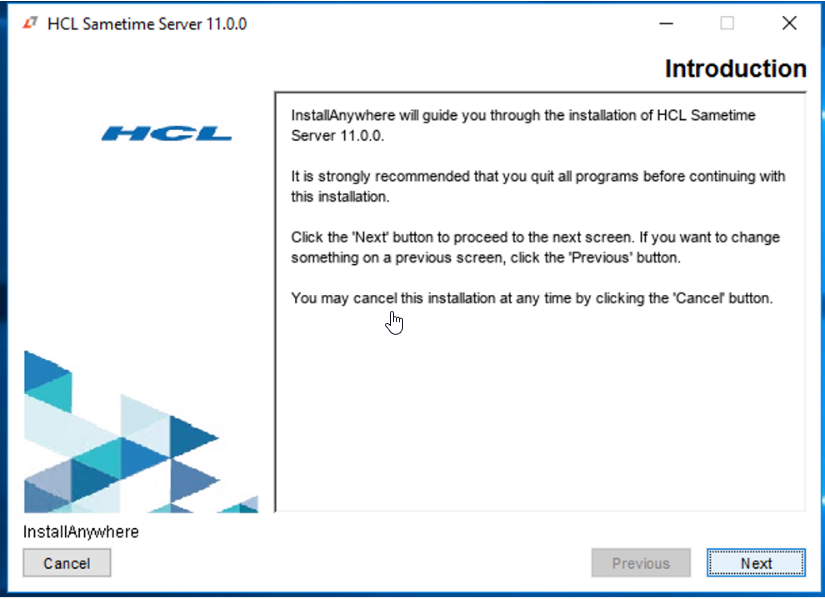 HCL Sametime Server 11.0.0
Introduction
HCL
InstallAnywhere will guide you through the installation of HCL Sametime
Server 11.0.0.
It is strongly recommended that you quit all programs before continuing with
this installation.
Click the 'Next' button to proceed to the next screen. If you want to change
something on a previous screen, click the 'Previous' button.
You may cancel this installation at any time by clicking the 'Cancel' button.
InstallAnywhere
Cancel
Previous
Next